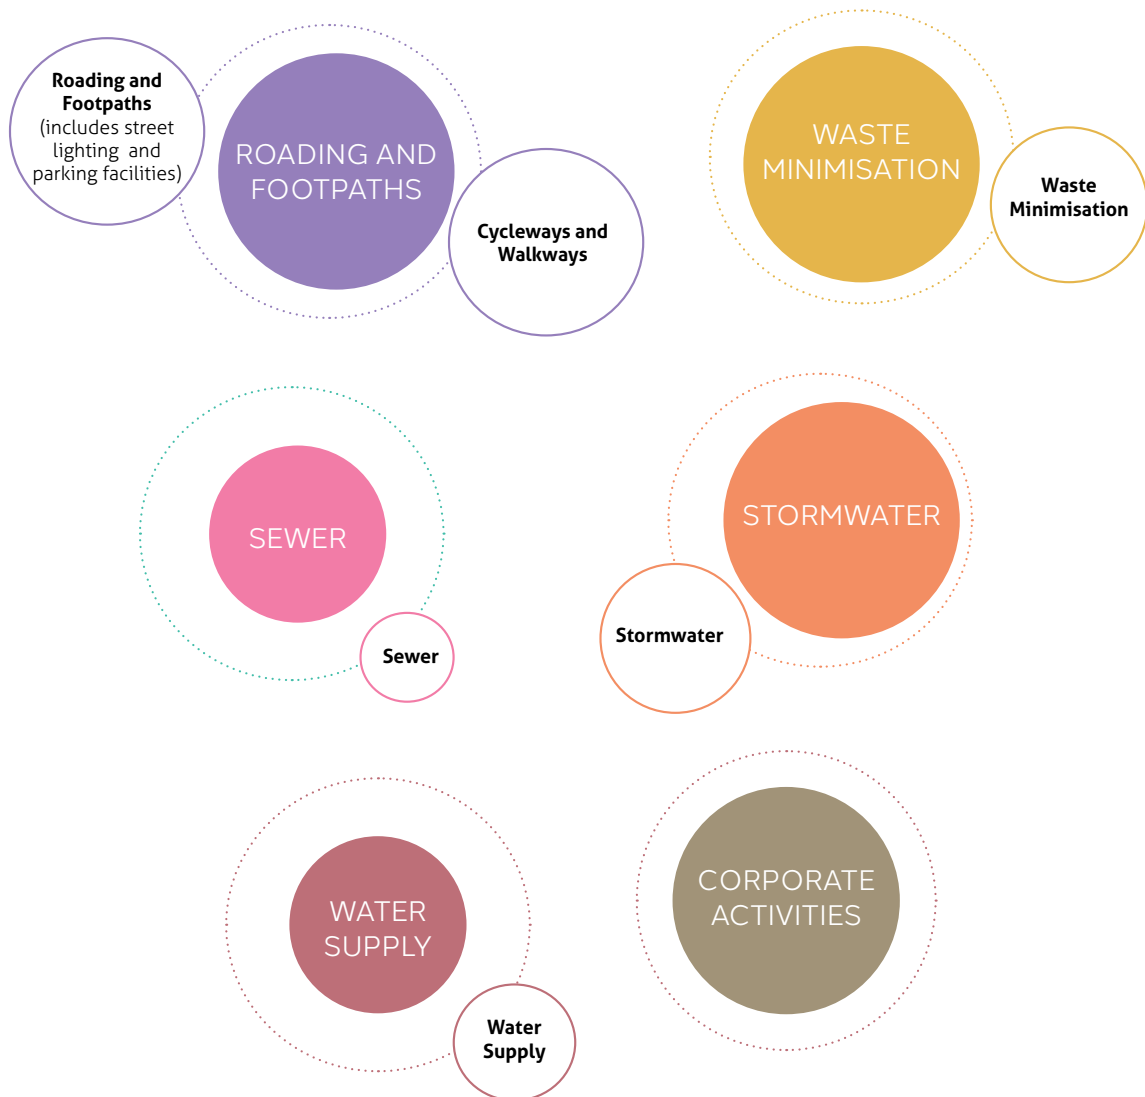 Roading and
Footpaths
(includes street
lighting and
parking facilities)
ROADING AND
FOOTPATHS
Cycleways and
Walkways
WASTE
MINIMISATION
Waste
Minimisation
SEWER
Sewer
STORMWATER
Stormwater
WATER
SUPPLY
Water
Supply
CORPORATE
ACTIVITIES